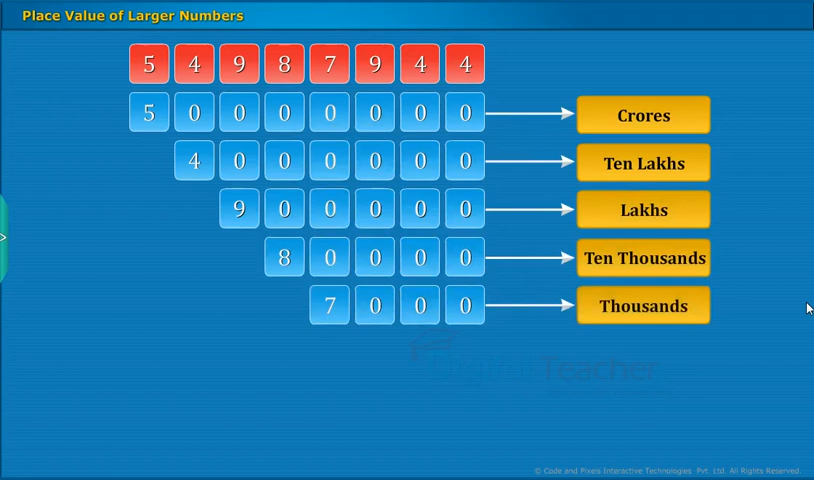 Place Value of Larger Numbers
5 4 9 8 7 9 4 4
5 0 0 0 0 0 0 0 Crores
4 0 0 0 0 0 0 Ten Lakhs
9 0 0 0 0 0 Lakhs
8 0 0 0 0 Ten Thousands
7 0 0 0 Thousands
Digital Teacher
© Code and Pixels Interactive Technologies Pvt. Ltd. All Rights Reserved.